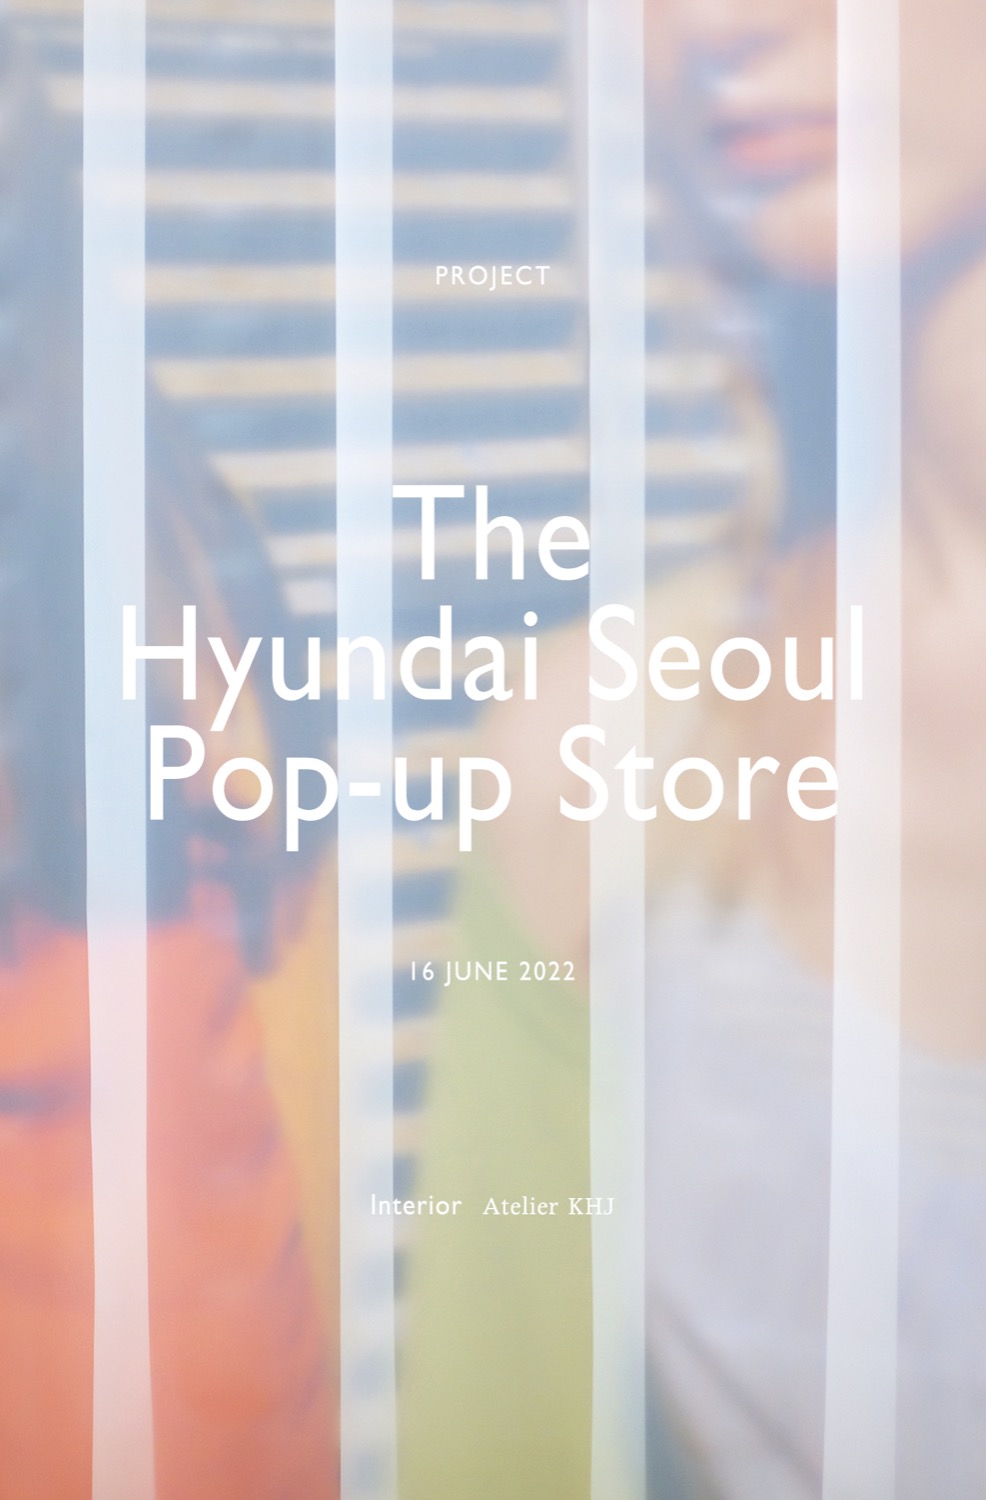 PROJECT
The
Hyundai Seoul
Pop-up Store
16 JUNE 2022
Interior Atelier KHJ